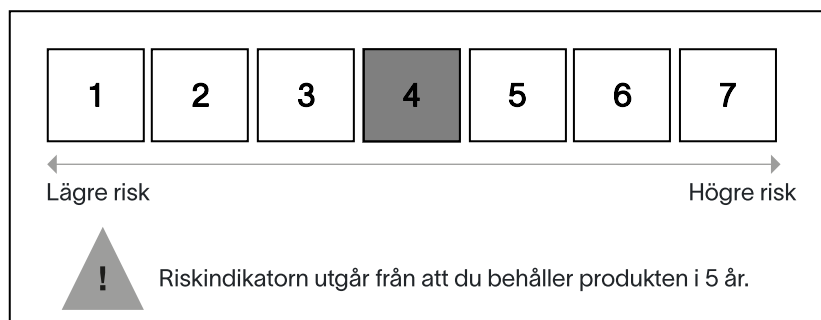 1 2 3 4 5 6 7
Lägre risk Högre risk
! Riskindikatorn utgår från att du behåller produkten i 5 år.